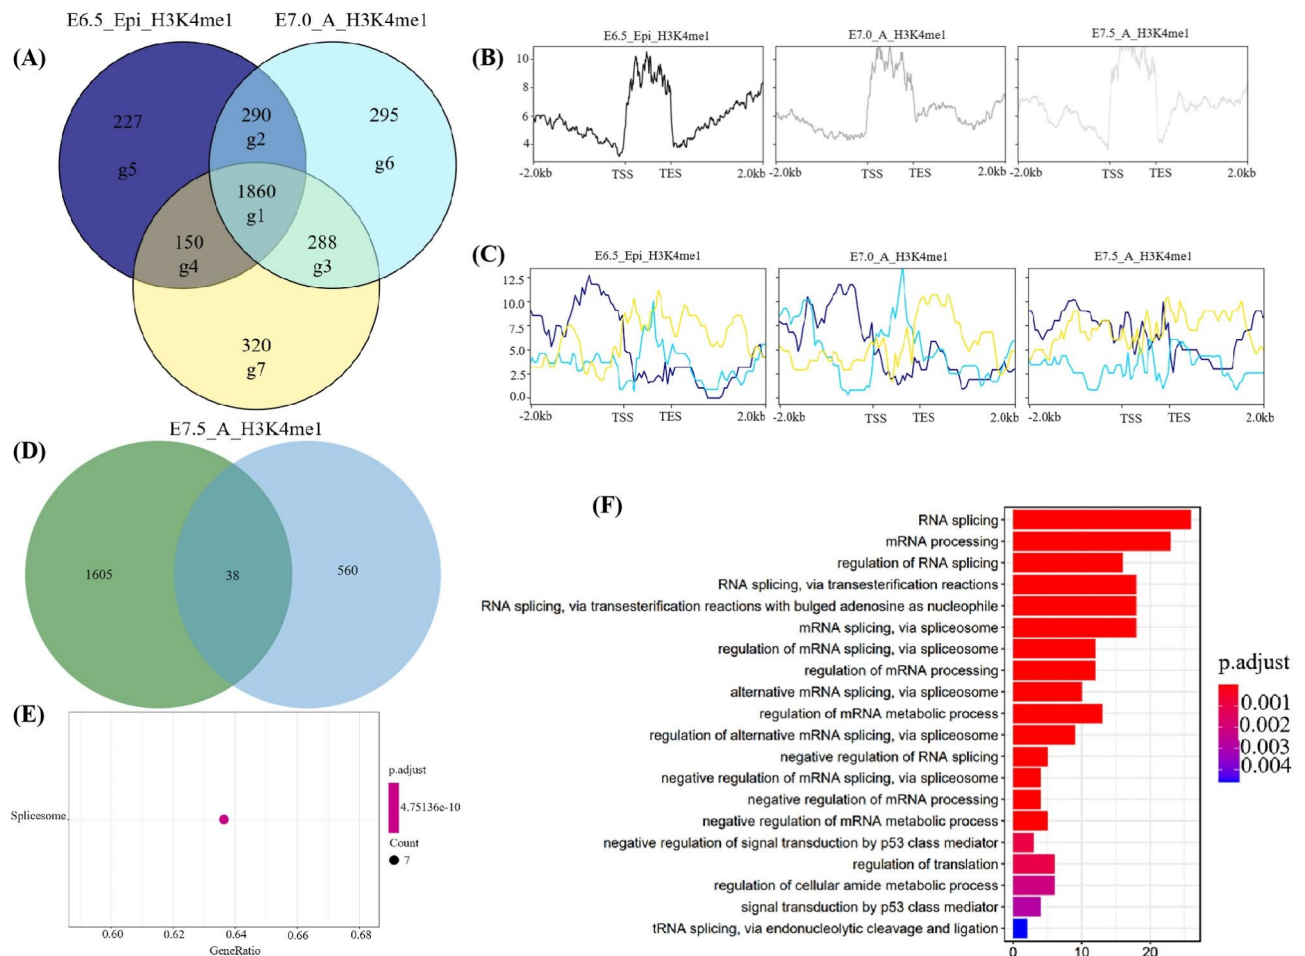 E6.5_Epi_H3K4me1
E7.0_A_H3K4me1
(A)
227
g5
290
g2
295
g6
1860
g1
150
g4
288
g3
320
g7
E7.5_A_H3K4me1
(B)
E6.5_Epi_H3K4me1
E7.0_A_H3K4me1
E7.5_A_H3K4me1
10
8
6
4
-2.0kb
TSS
TES
2.0kb
-2.0kb
TSS
TES
2.0kb
-2.0kb
TSS
TES
2.0kb
(C)
E6.5_Epi_H3K4me1
E7.0_A_H3K4me1
E7.5_A_H3K4me1
12.5
10.0
7.5
5.0
2.5
0.0
-2.0kb
TSS
TES
2.0kb
-2.0kb
TSS
TES
2.0kb
-2.0kb
TSS
TES
2.0kb
(D)
1605
38
560
(E)
Splicesome
0.60
0.62
0.64
0.66
0.68
GeneRatio
p.adjust
4.75136e-10
Count
7
(F)
RNA splicing
mRNA processing
regulation of RNA splicing
RNA splicing, via transesterification reactions
RNA splicing, via transesterification reactions with bulged adenosine as nucleophile
mRNA splicing, via spliceosome
regulation of mRNA splicing, via spliceosome
regulation of mRNA processing
alternative mRNA splicing, via spliceosome
regulation of mRNA metabolic process
regulation of alternative mRNA splicing, via spliceosome
negative regulation of RNA splicing
negative regulation of mRNA splicing, via spliceosome
negative regulation of mRNA processing
negative regulation of mRNA metabolic process
negative regulation of signal transduction by p53 class mediator
regulation of translation
regulation of cellular amide metabolic process
signal transduction by p53 class mediator
tRNA splicing, via endonucleolytic cleavage and ligation
0
10
20
p.adjust
0.001
0.002
0.003
0.004